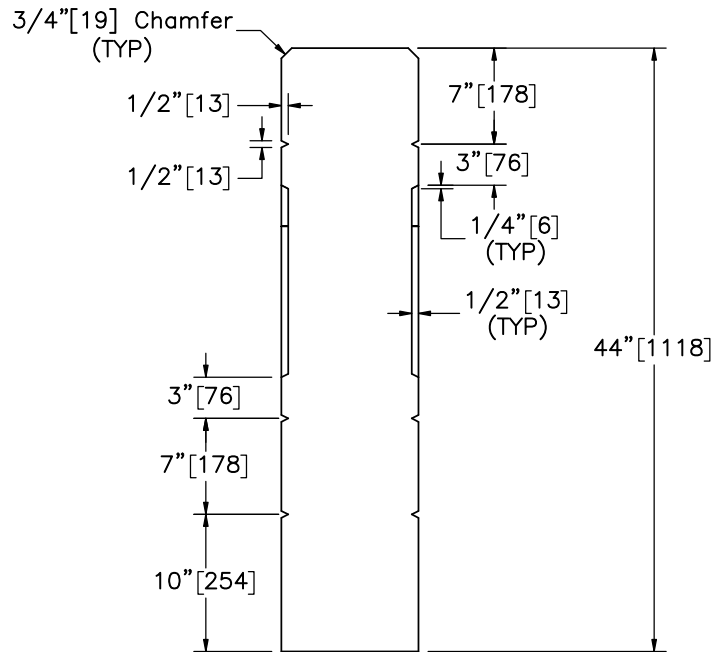 3/4”[19] Chamfer
(TYP)
1/2”[13]
7”[178]
3”[76]
1/2”[13]
1/4”[6]
(TYP)
1/2”[13]
(TYP)
44”[1118]
3”[76]
7”[178]
10”[254]